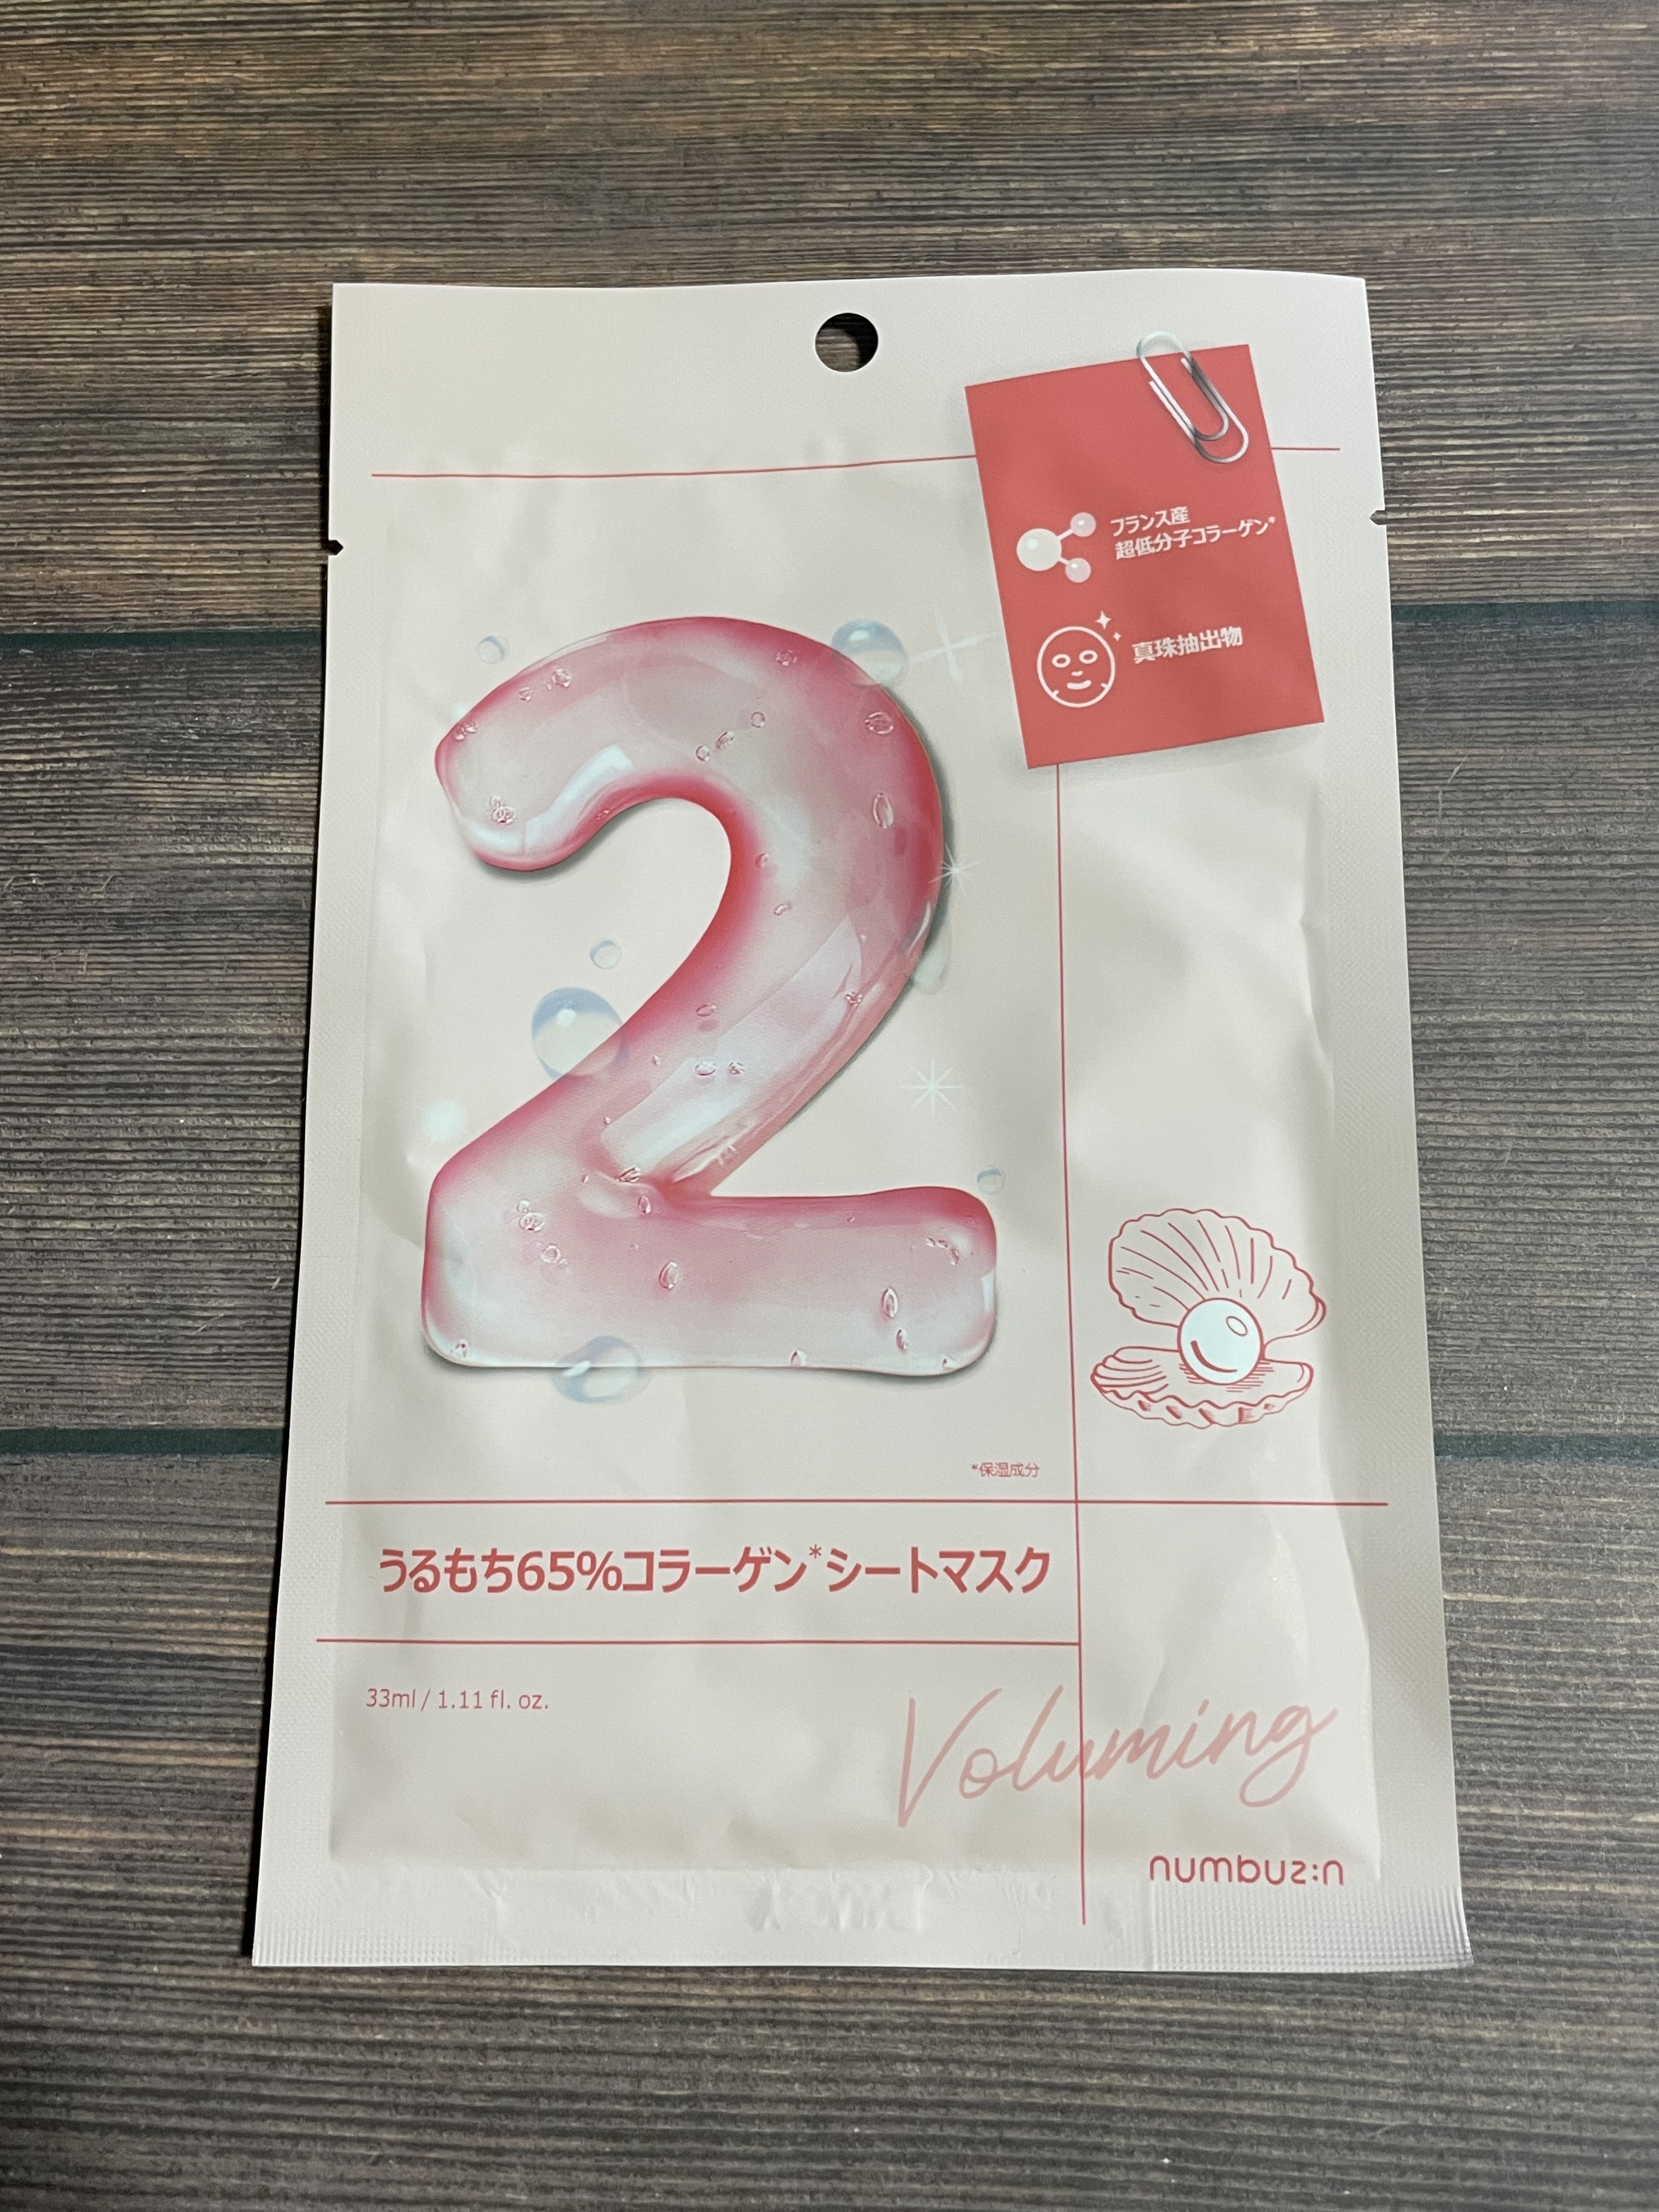 フランス産
超低分子コラーゲン*
真珠抽出物
2
*保湿成分
うるもち65%コラーゲン*シートマスク
33ml / 1.11 fl. oz.
Voluming
numbuz:n